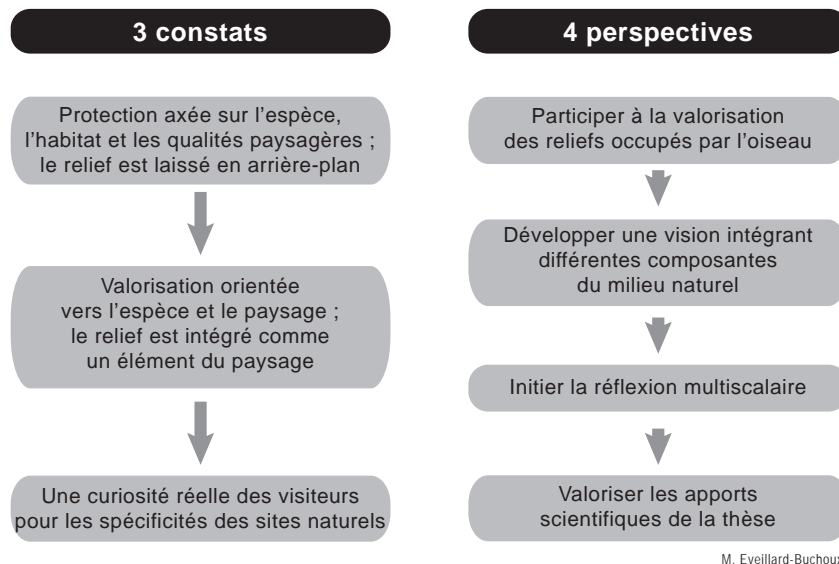 3 constats
Protection axée sur l'espèce,
l'habitat et les qualités paysagères ;
le relief est laissé en arrière-plan
Valorisation orientée
vers l'espèce et le paysage ;
le relief est intégré comme
un élément du paysage
Une curiosité réelle des visiteurs
pour les spécificités des sites naturels
4 perspectives
Participer à la valorisation
des reliefs occupés par l'oiseau
Développer une vision intégrant
différentes composantes
du milieu naturel
Initier la réflexion multiscalaire
Valoriser les apports
scientifiques de la thèse
M. Eveillard-Buchoux